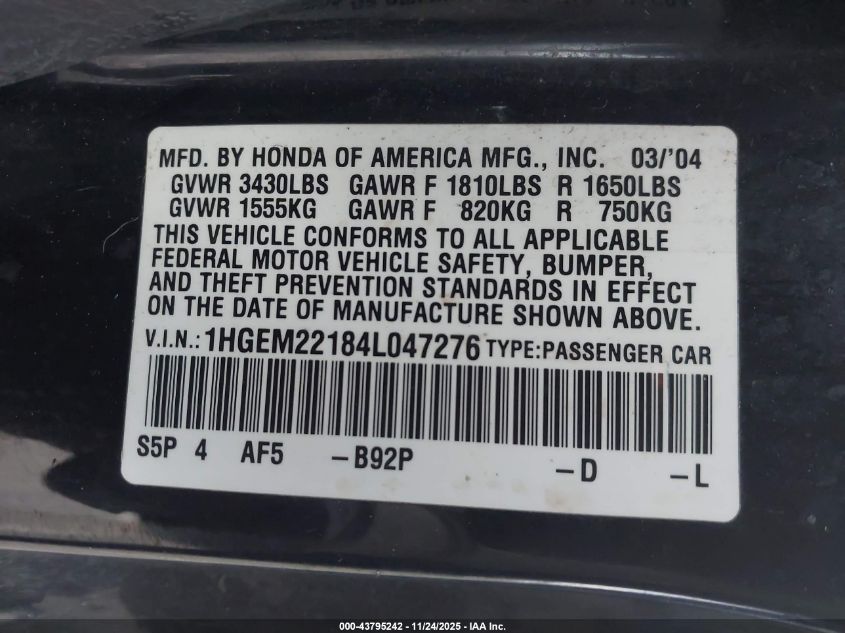 MFD. BY HONDA OF AMERICA MFG., INC. 03/'04
GVWR 3430LBS GAWR F 1810LBS R 1650LBS
GVWR 1555KG GAWR F 820KG R 750KG
THIS VEHICLE CONFORMS TO ALL APPLICABLE
FEDERAL MOTOR VEHICLE SAFETY, BUMPER,
AND THEFT PREVENTION STANDARDS IN EFFECT
ON THE DATE OF MANUFACTURE SHOWN ABOVE.
V.I.N.: 1HGEM22184L047276 TYPE:PASSENGER CAR
S5P 4 AF5 -B92P -D -L
000-43795242 - 11/24/2025 - IAA Inc.